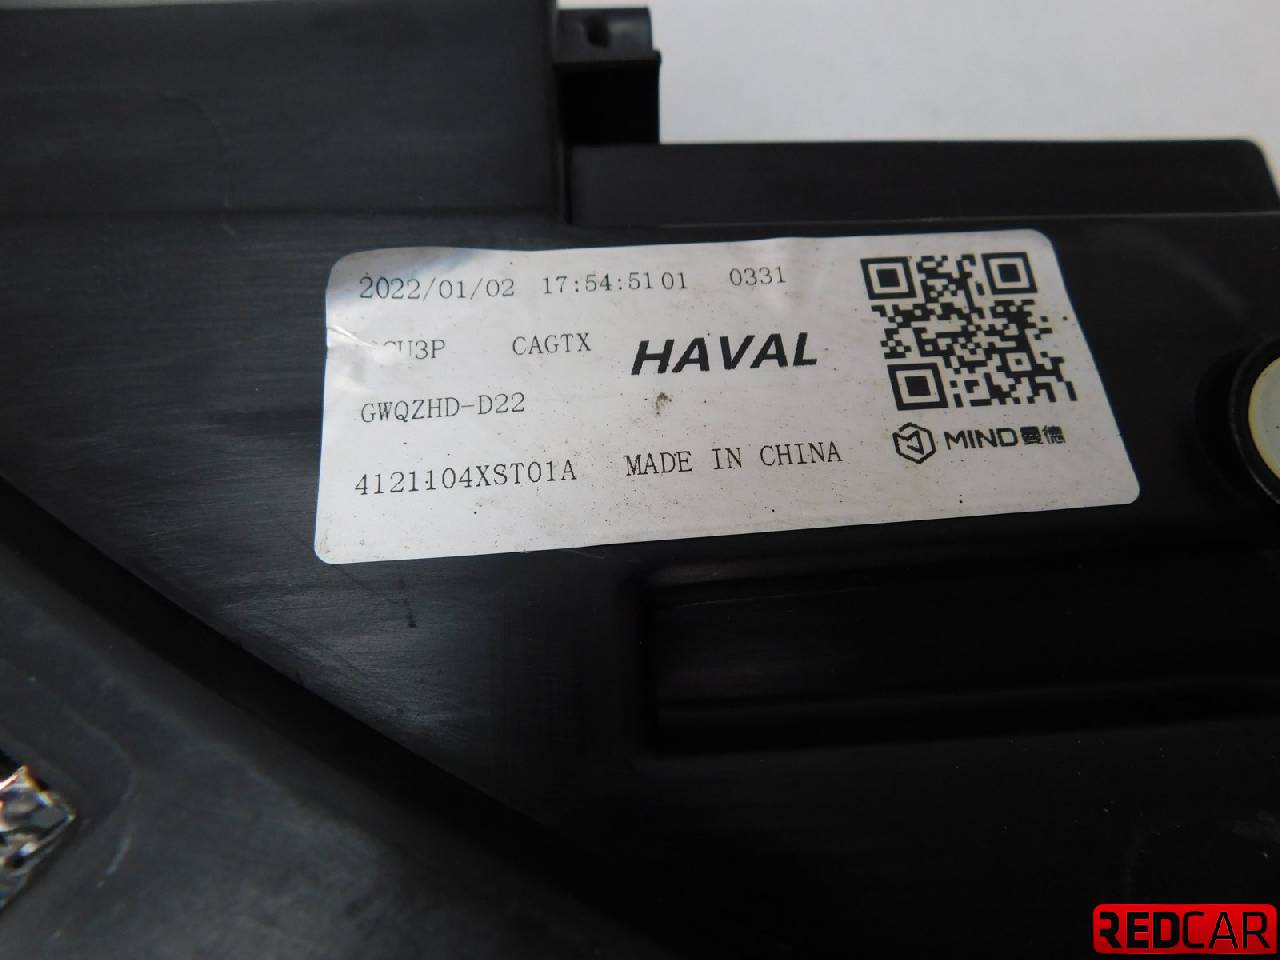 2022/01/02 17:54:51 01 0331
CAGTX
HAVAL
GWQZHD-D22
4121104XST01A MADE IN CHINA
MIND曼德
REDCAR